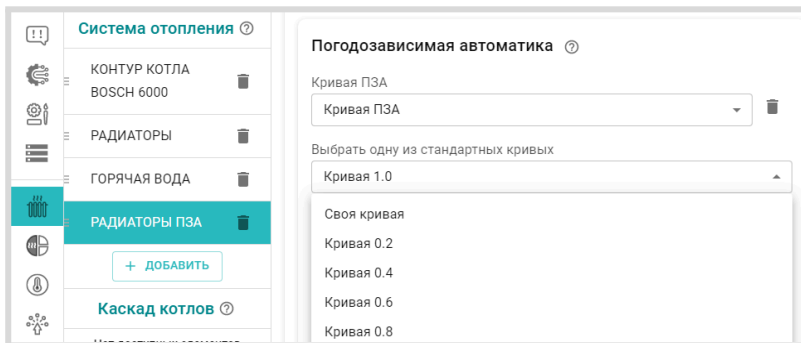 Система отопления
КОНТУР КОТЛА
BOSCH 6000
РАДИАТОРЫ
ГОРЯЧАЯ ВОДА
РАДИАТОРЫ ПЗА
+ ДОБАВИТЬ
Каскад котлов
Погодозависимая автоматика
Кривая ПЗА
Кривая ПЗА
Выбрать одну из стандартных кривых
Кривая 1.0
Своя кривая
Кривая 0.2
Кривая 0.4
Кривая 0.6
Кривая 0.8